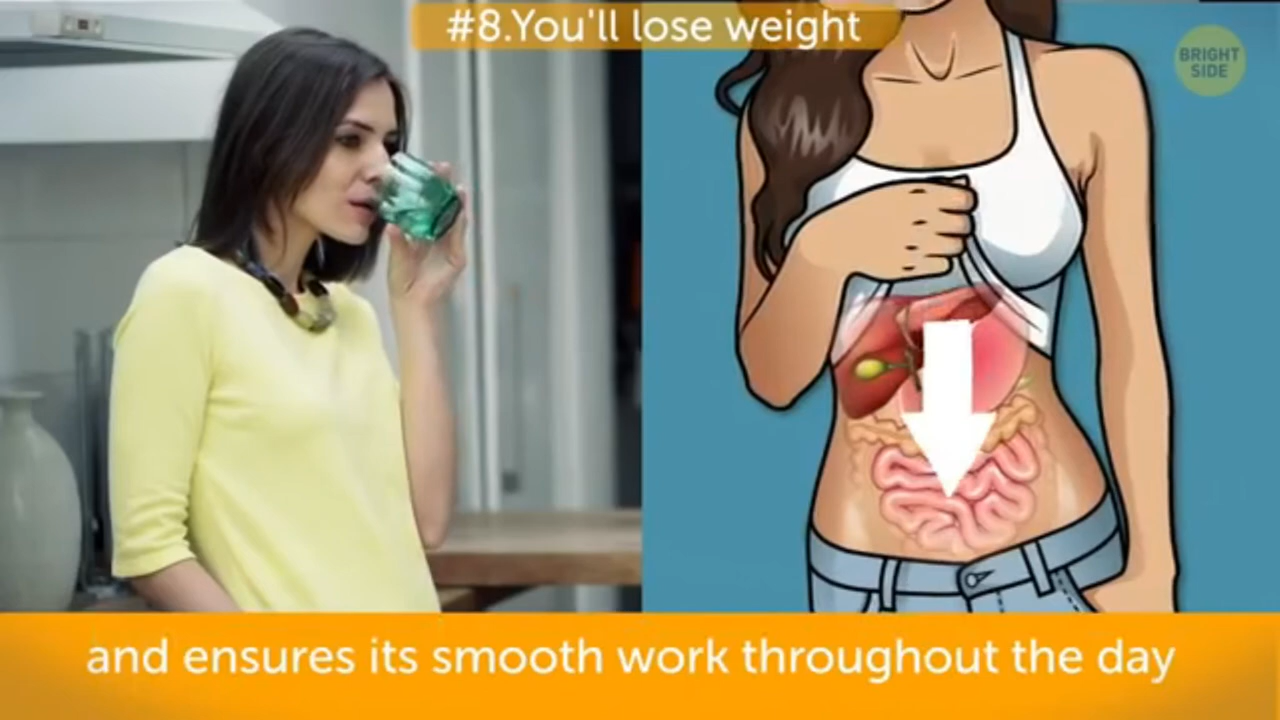 #8.You'll lose weight
BRIGHT
SIDE
and ensures its smooth work throughout the day